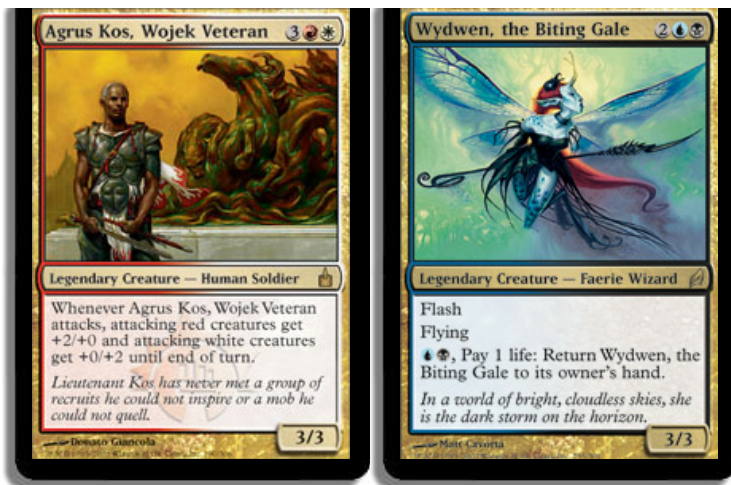 Agrus Kos, Wojek Veteran 3
Legendary Creature — Human Soldier
Whenever Agrus Kos, Wojek Veteran
attacks, attacking red creatures get
+2/+0 and attacking white creatures
get +0/+2 until end of turn.
Lieutenant Kos has never met a group of
recruits he could not inspire or a mob he
could not quell.
Donato Giancola
3/3
Wydwen, the Biting Gale 2
Legendary Creature — Faerie Wizard
Flash
Flying
, Pay 1 life: Return Wydwen, the
Biting Gale to its owner's hand.
In a world of bright, cloudless skies, she
is the dark storm on the horizon.
Matt Cavotta
3/3